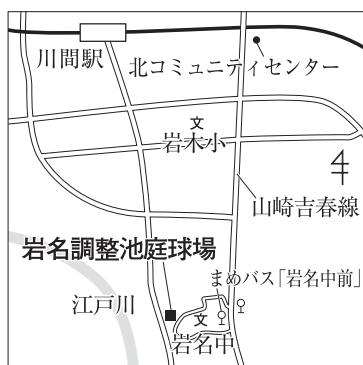 川間駅
北コミュニティセンター
文
岩木小
山崎吉春線
岩名調整池庭球場
まめバス「岩名中前」
江戸川
文
岩名中